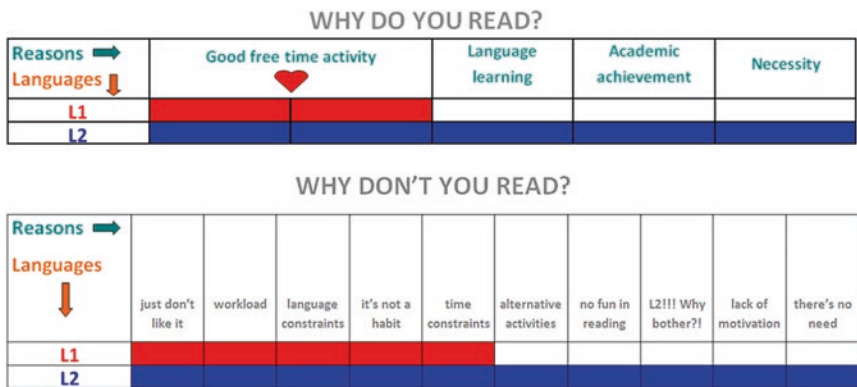 WHY DO YOU READ?
Reasons
Languages
Good free time activity
Language
learning
Academic
achievement
Necessity
L1
L2
WHY DON'T YOU READ?
Reasons
Languages
just don't
like it
workload
language
constraints
it's not a
habit
time
constraints
alternative
activities
no fun in
reading
L2!!! Why
bother?!
lack of
motivation
there's no
need
L1
L2